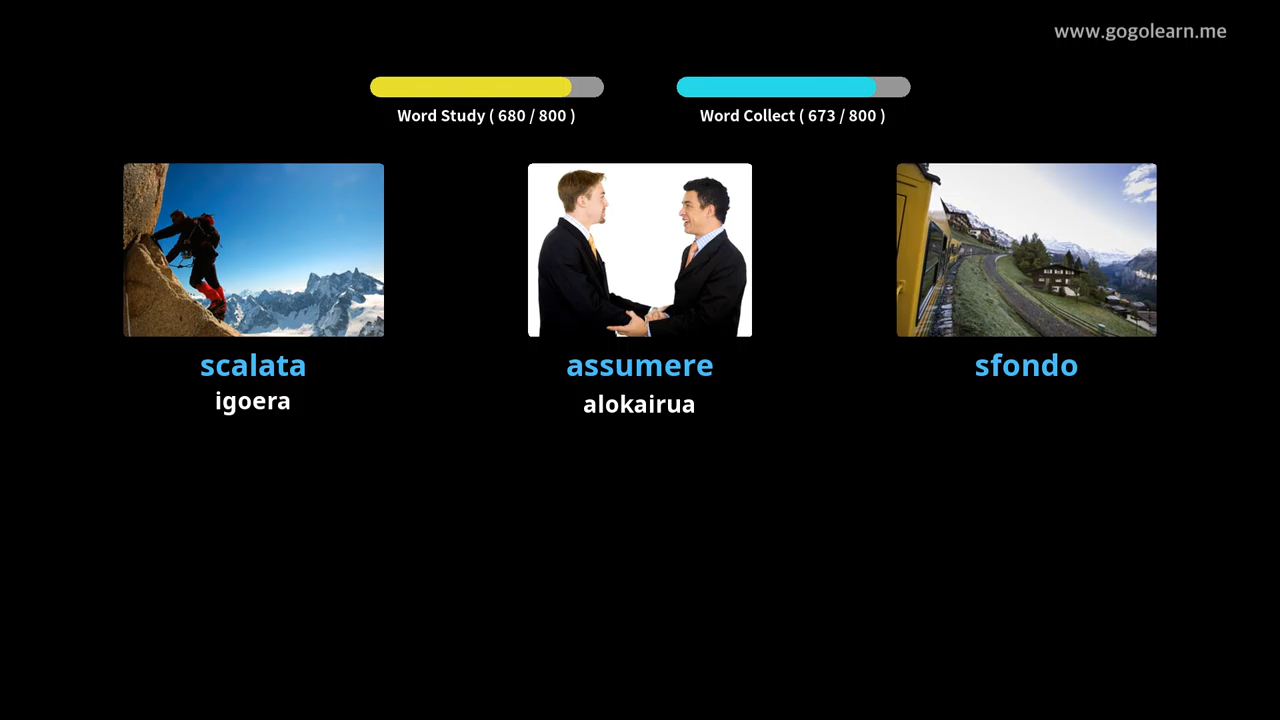 www.gogolearn.me
Word Study ( 680 / 800 )
Word Collect ( 673 / 800 )
scalata
igoera
assumere
alokairua
sfondo